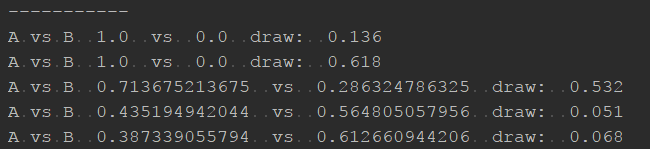 -----------
A vs B  1.0  vs  0.0  draw:  0.136
A vs B  1.0  vs  0.0  draw:  0.618
A vs B  0.713675213675  vs  0.286324786325  draw:  0.532
A vs B  0.435194942044  vs  0.564805057956  draw:  0.051
A vs B  0.387339055794  vs  0.612660944206  draw:  0.068